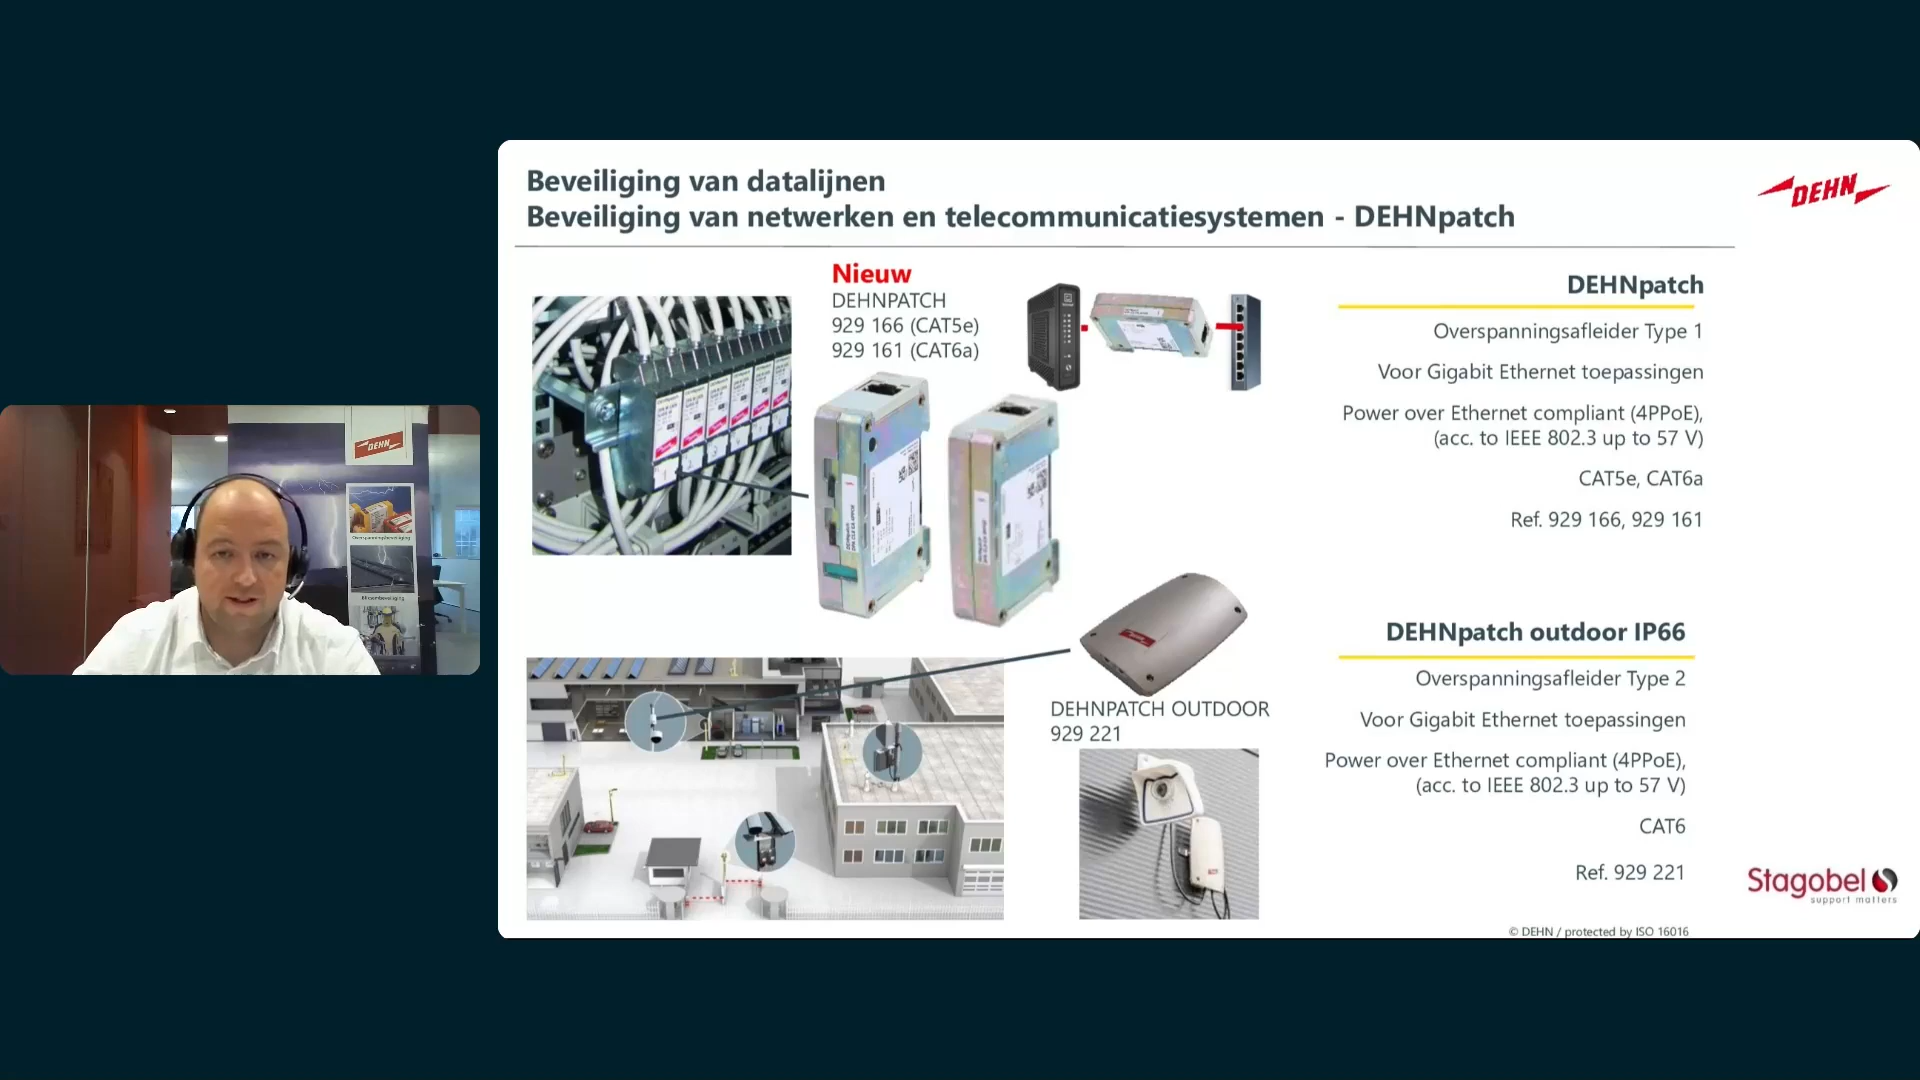 Beveiliging van datalijnen
Beveiliging van netwerken en telecommunicatiesystemen - DEHNpatch
DEHN
Nieuw
DEHNPATCH
929 166 (CAT5e)
929 161 (CAT6a)
DEHNpatch
Overspanningsafleider Type 1
Voor Gigabit Ethernet toepassingen
Power over Ethernet compliant (4PPoE),
(acc. to IEEE 802.3 up to 57 V)
CAT5e, CAT6a
Ref. 929 166, 929 161
DEHN
Overspanningsbeveiliging
Bliksembeveiliging
DEHNPATCH OUTDOOR
929 221
DEHNpatch outdoor IP66
Overspanningsafleider Type 2
Voor Gigabit Ethernet toepassingen
Power over Ethernet compliant (4PPoE),
(acc. to IEEE 802.3 up to 57 V)
CAT6
Ref. 929 221
Stagobel
support matters
© DEHN / protected by ISO 16016